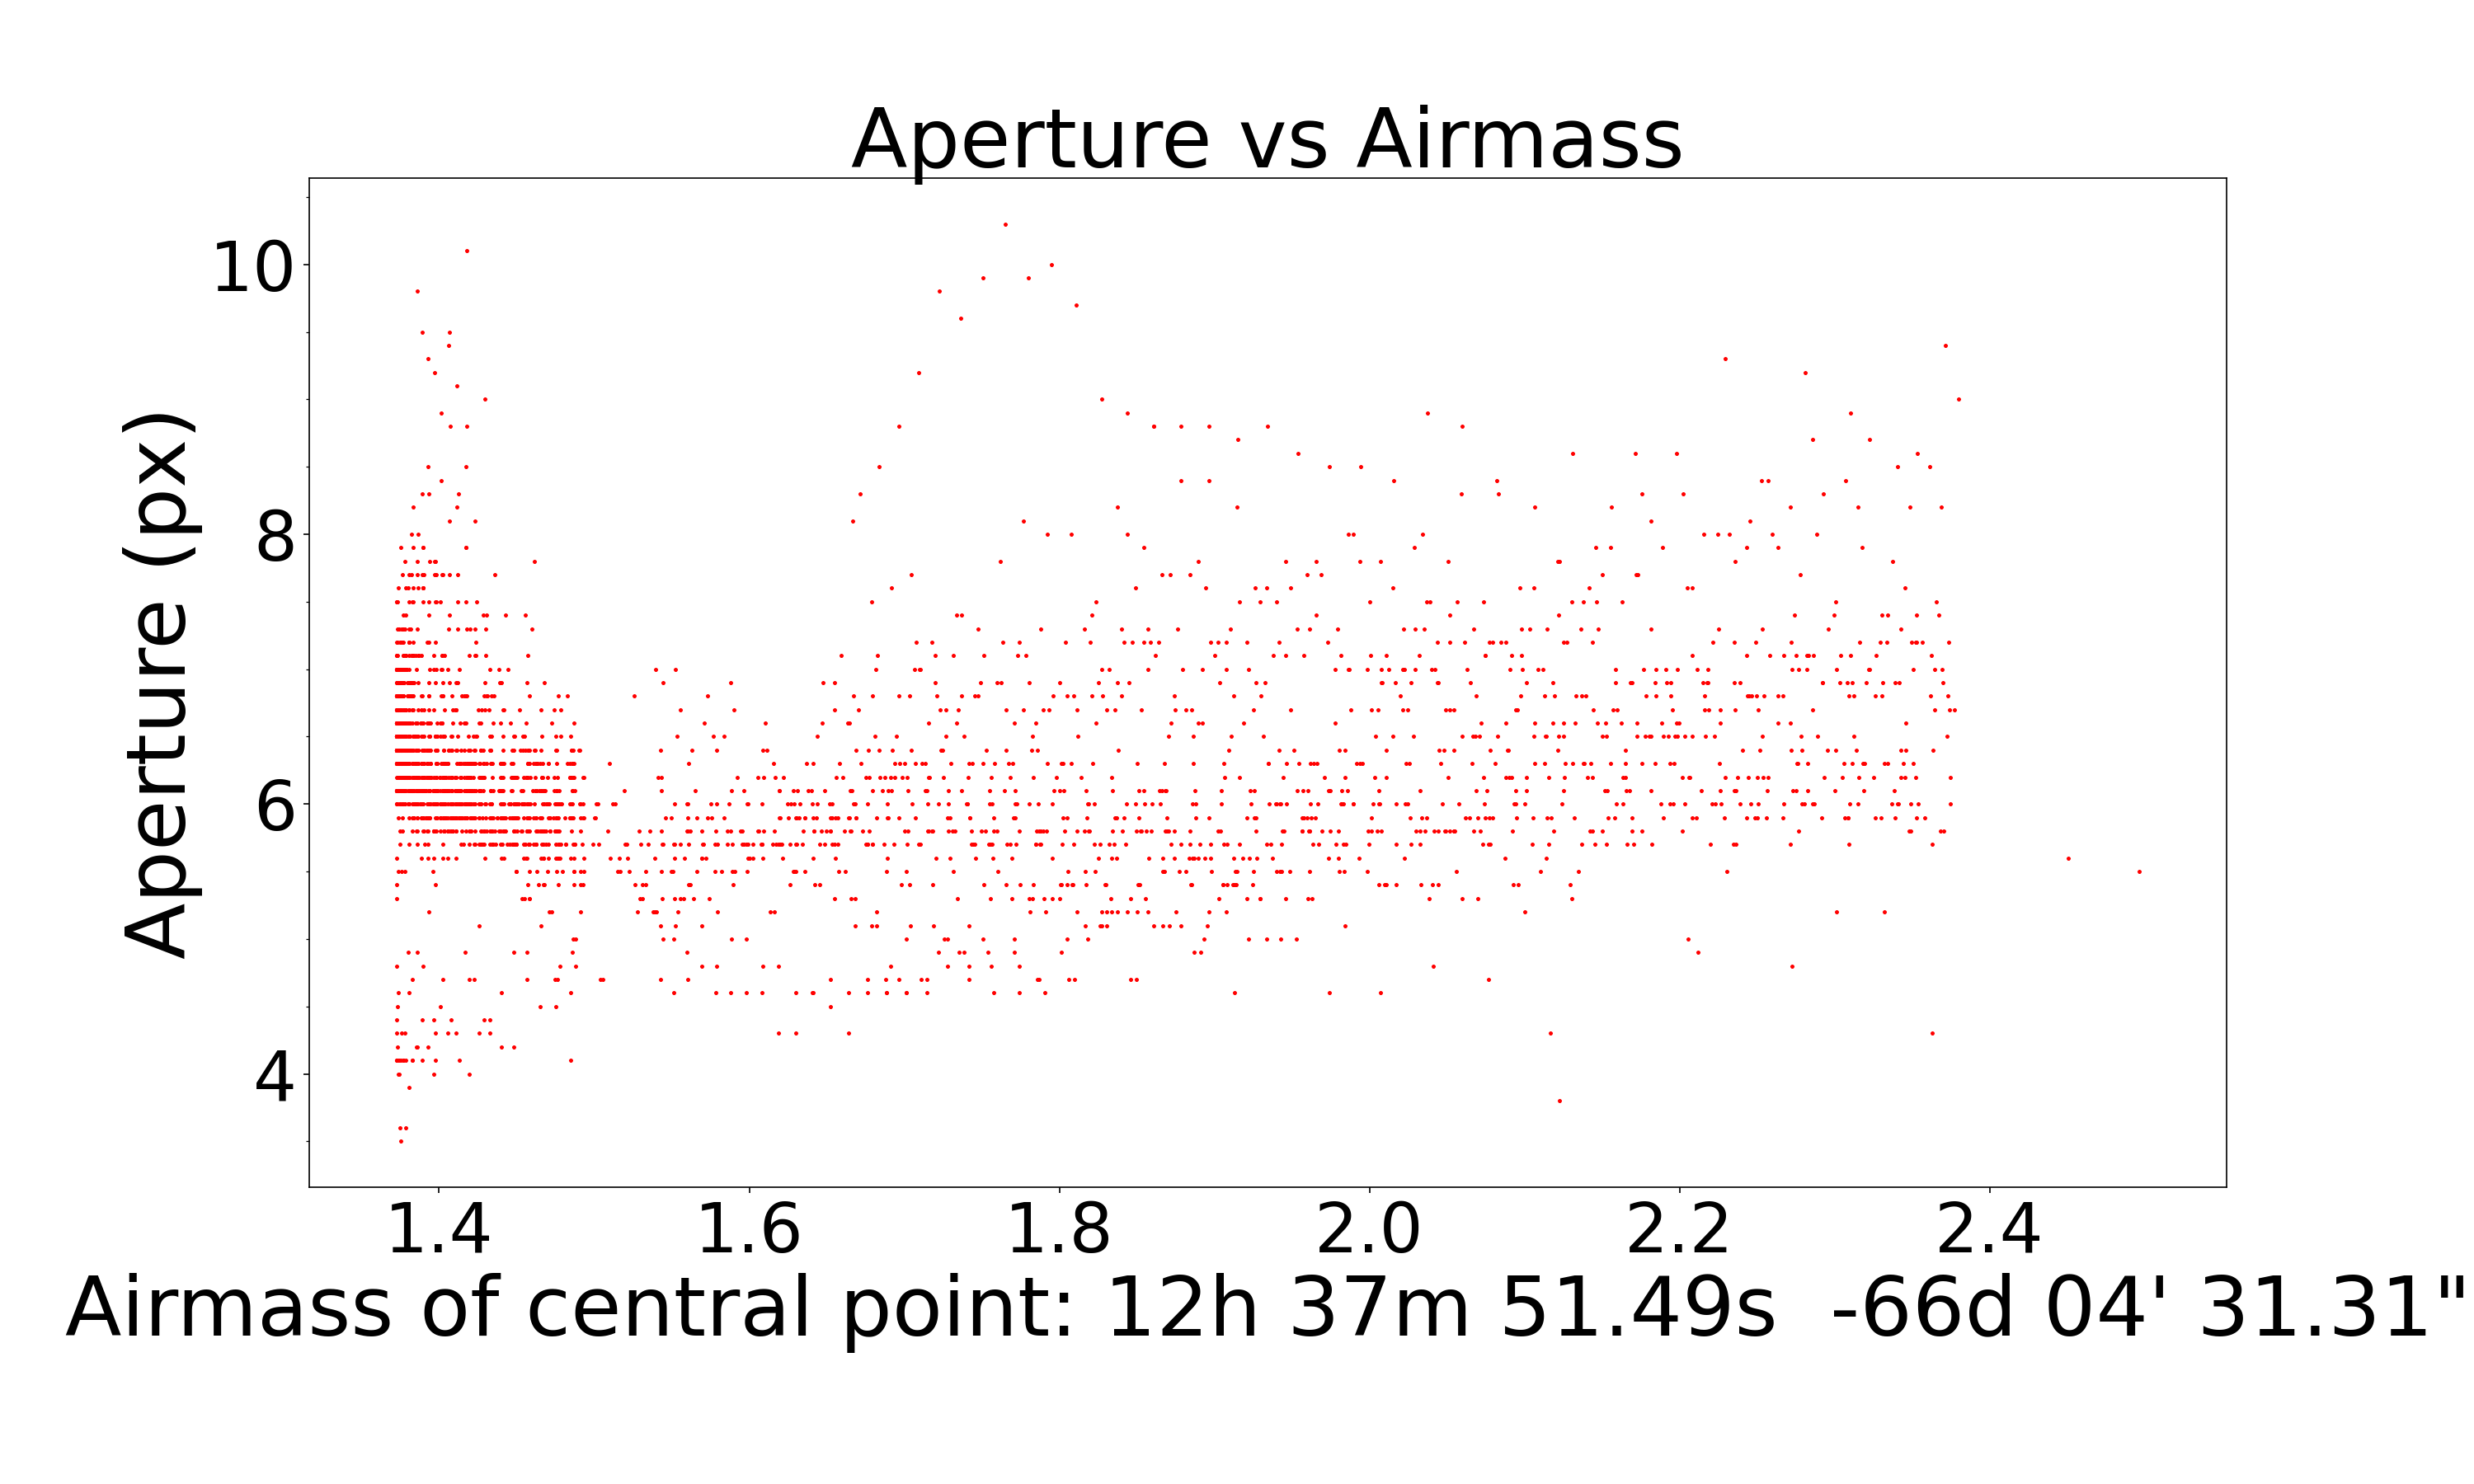 Aperture vs Airmass
Aperture (px)
10
8
6
4
1.4 1.6 1.8 2.0 2.2 2.4
Airmass of central point: 12h 37m 51.49s  -66d 04' 31.31"